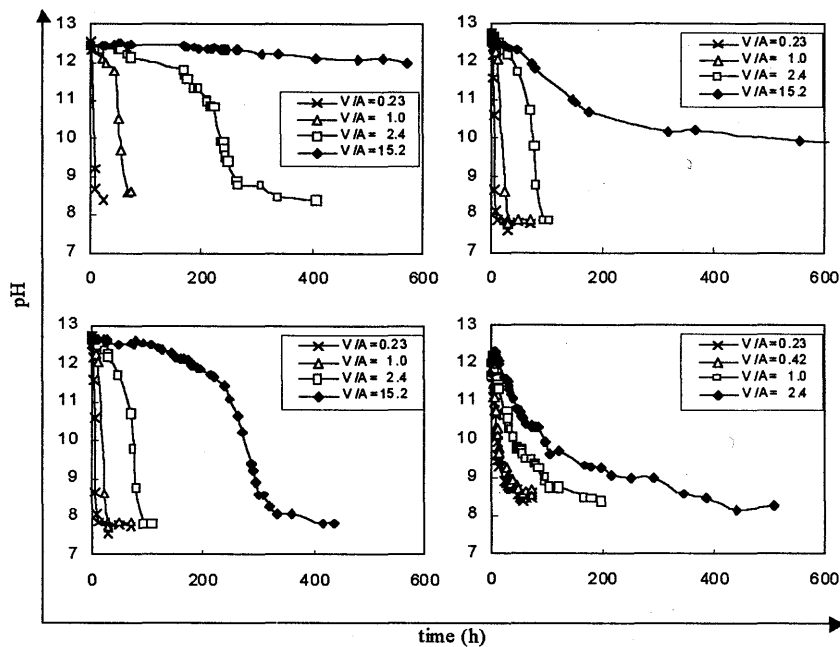 13
12
11
10
9
8
7
0
200
400
600
V/A=0.23
V/A= 1.0
V/A= 2.4
V/A=15.2
13
12
11
10
9
8
7
0
200
400
600
V/A=0.23
V/A= 1.0
V/A= 2.4
V/A=15.2
pH
13
12
11
10
9
8
7
0
200
400
600
V/A=0.23
V/A= 1.0
V/A= 2.4
V/A=15.2
13
12
11
10
9
8
7
0
200
400
600
V/A=0.23
V/A=0.42
V/A= 1.0
V/A= 2.4
time (h)